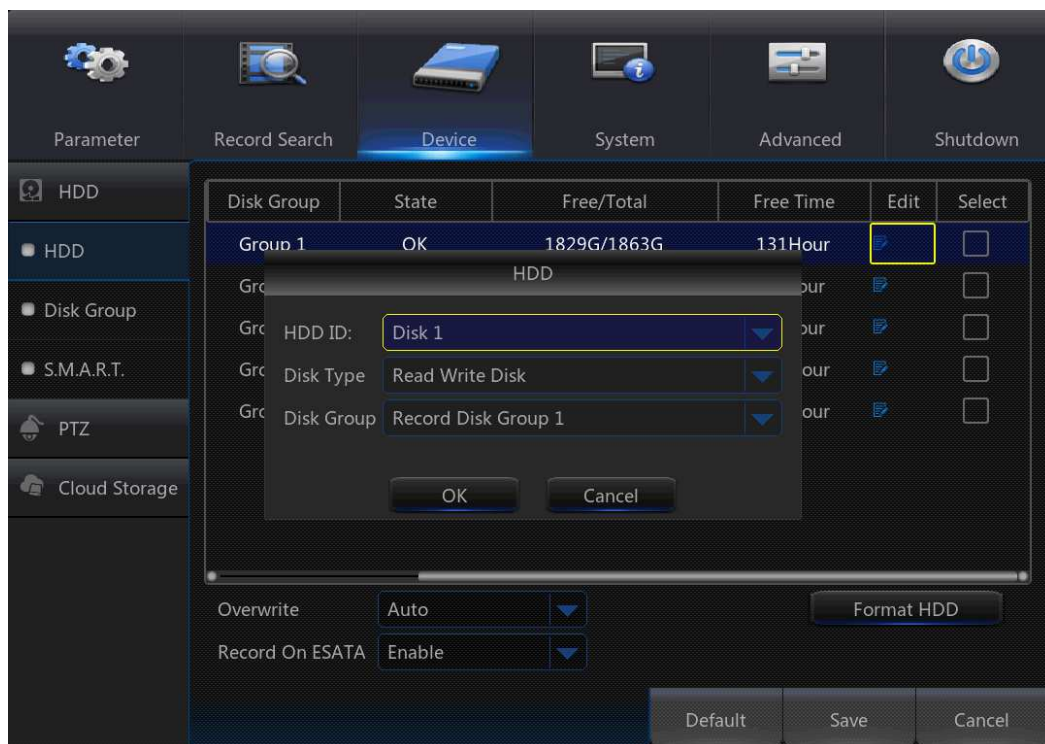 Parameter Record Search Device System Advanced Shutdown
HDD
HDD
Disk Group
S.M.A.R.T.
PTZ
Cloud Storage
Disk Group State Free/Total Free Time Edit Select
Group 1 OK 1829G/1863G 131Hour
HDD
HDD ID: Disk 1
Disk Type Read Write Disk
Disk Group Record Disk Group 1
OK Cancel
Overwrite Auto
Format HDD
Record On ESATA Enable
Default Save Cancel